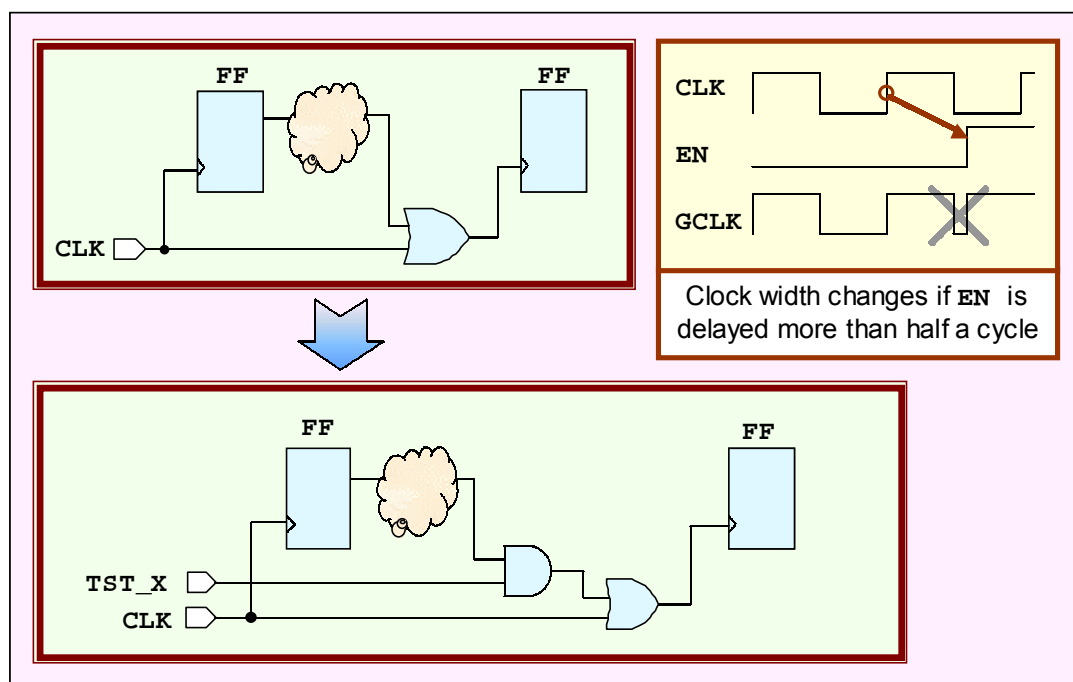 FF
FF
CLK
CLK
EN
GCLK
Clock width changes if EN is
delayed more than half a cycle
FF
FF
TST_X
CLK